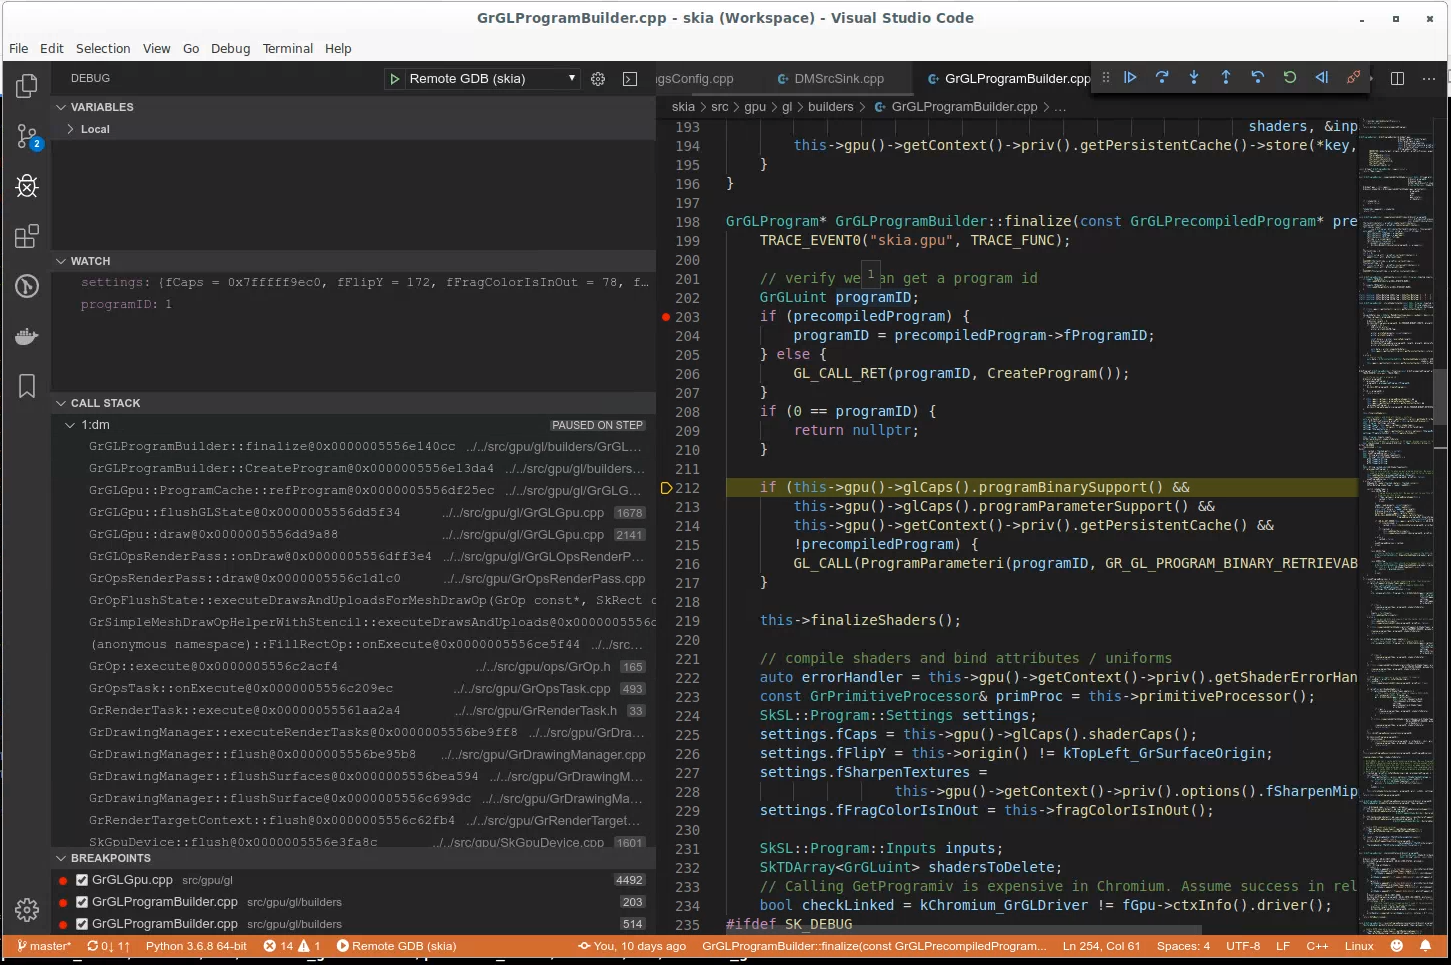 GrGLProgramBuilder.cpp - skia (Workspace) - Visual Studio Code
File Edit Selection View Go Debug Terminal Help
DEBUG Remote GDB (skia) gsConfig.cpp DMSrcSink.cpp GrGLProgramBuilder.cpp
VARIABLES
Local
WATCH
settings: {fCaps = 0x7fffff9ec0, fFlipY = 172, fFragColorIsInOut = 78, f…
programID: 1
CALL STACK
1:dm PAUSED ON STEP
GrGLProgramBuilder::finalize@0x0000005556e140cc ../../src/gpu/gl/builders/GrGL...
GrGLProgramBuilder::CreateProgram@0x0000005556e13da4 ../../src/gpu/gl/builders...
GrGLGpu::ProgramCache::refProgram@0x0000005556df25ec ../../src/gpu/gl/GrGLG...
GrGLGpu::flushGLState@0x0000005556dd5f34 ../../src/gpu/gl/GrGLGpu.cpp 1678
GrGLGpu::draw@0x0000005556dd9a88 ../../src/gpu/gl/GrGLGpu.cpp 2141
GrGLOpsRenderPass::onDraw@0x0000005556dff3e4 ../../src/gpu/gl/GrGLOpsRenderP...
GrOpsRenderPass::draw@0x0000005556c1d1c0 ../../src/gpu/GrOpsRenderPass.cpp
GrOpFlushState::executeDrawsAndUploadsForMeshDrawOp(GrOp const*, SkRect c
GrSimpleMeshDrawOpHelperWithStencil::executeDrawsAndUploads@0x0000005556c
(anonymous namespace)::FillRectOp::onExecute@0x0000005556ce5f44 ../../src...
GrOp::execute@0x0000005556c2acf4 ../../src/gpu/ops/GrOp.h 165
GrOpsTask::onExecute@0x0000005556c209ec ../../src/gpu/GrOpsTask.cpp 493
GrRenderTask::execute@0x00000055561aa2a4 ../../src/gpu/GrRenderTask.h 33
GrDrawingManager::executeRenderTasks@0x0000005556be9ff8 ../../src/gpu/GrDra...
GrDrawingManager::flush@0x0000005556be95b8 ../../src/gpu/GrDrawingManager.cpp
GrDrawingManager::flushSurfaces@0x0000005556bea594 ../../src/gpu/GrDrawingM...
GrDrawingManager::flushSurface@0x0000005556c699dc ../../src/gpu/GrDrawingMa...
GrRenderTargetContext::flush@0x0000005556c62fb4 ../../src/gpu/GrRenderTarget...
SkGpuDevice::flush@0x0000005556e3fa8c ../../src/gpu/SkGpuDevice.cpp 1601
BREAKPOINTS
GrGLGpu.cpp src/gpu/gl 4492
GrGLProgramBuilder.cpp src/gpu/gl/builders 203
GrGLProgramBuilder.cpp src/gpu/gl/builders 514
skia > src > gpu > gl > builders > GrGLProgramBuilder.cpp > ...
193 shaders, &inp
194 this->gpu()->getContext()->priv().getPersistentCache()->store(*key,
195 }
196 }
197
198 GrGLProgram* GrGLProgramBuilder::finalize(const GrGLPrecompiledProgram* pre
199 TRACE_EVENT0("skia.gpu", TRACE_FUNC);
200
201 // verify we 1 an get a program id
202 GrGLuint programID;
203 if (precompiledProgram) {
204 programID = precompiledProgram->fProgramID;
205 } else {
206 GL_CALL_RET(programID, CreateProgram());
207 }
208 if (0 == programID) {
209 return nullptr;
210 }
211
212 if (this->gpu()->glCaps().programBinarySupport() &&
213 this->gpu()->glCaps().programParameterSupport() &&
214 this->gpu()->getContext()->priv().getPersistentCache() &&
215 !precompiledProgram) {
216 GL_CALL(ProgramParameteri(programID, GR_GL_PROGRAM_BINARY_RETRIEVAB
217 }
218
219 this->finalizeShaders();
220
221 // compile shaders and bind attributes / uniforms
222 auto errorHandler = this->gpu()->getContext()->priv().getShaderErrorHan
223 const GrPrimitiveProcessor& primProc = this->primitiveProcessor();
224 SkSL::Program::Settings settings;
225 settings.fCaps = this->gpu()->glCaps().shaderCaps();
226 settings.fFlipY = this->origin() != kTopLeft_GrSurfaceOrigin;
227 settings.fSharpenTextures =
228 this->gpu()->getContext()->priv().options().fSharpenMip
229 settings.fFragColorIsInOut = this->fragColorIsInOut();
230
231 SkSL::Program::Inputs inputs;
232 SkTDArray<GrGLuint> shadersToDelete;
233 // Calling GetProgramiv is expensive in Chromium. Assume success in rel
234 bool checkLinked = kChromium_GrGLDriver != fGpu->ctxInfo().driver();
235 #ifdef SK_DEBUG
2
master* 0↓ 1↑ Python 3.6.8 64-bit 14 1 Remote GDB (skia) You, 10 days ago GrGLProgramBuilder::finalize(const GrGLPrecompiledProgram... Ln 254, Col 61 Spaces: 4 UTF-8 LF C++ Linux